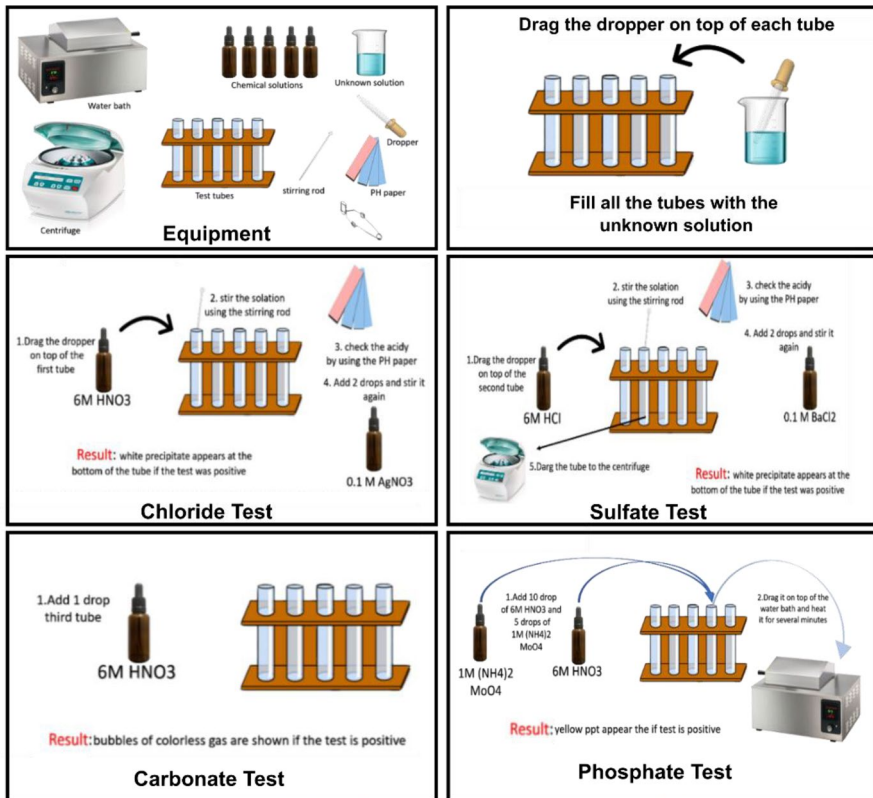 Water bath
Chemical solutions
Unknown solution
Dropper
Test tubes
stirring rod
PH paper
Centrifuge
Equipment
Drag the dropper on top of each tube
Fill all the tubes with the
unknown solution
1.Drag the dropper
on top of the
first tube
6M HNO3
2. stir the solation
using the stirring rod
3. check the acidy
by using the PH paper
4. Add 2 drops and stir it
again
0.1 M AgNO3
Result: white precipitate appears at the
bottom of the tube if the test was positive
Chloride Test
1.Drag the dropper
on top of the
second tube
6M HCl
2. stir the solation
using the stirring rod
3. check the acidy
by using the PH paper
4. Add 2 drops and stir it
again
0.1 M BaCl2
5.Darg the tube to the centrifuge
Result: white precipitate appears at the
bottom of the tube if the test was positive
Sulfate Test
1.Add 1 drop
third tube
6M HNO3
Result:bubbles of colorless gas are shown if the test is positive
Carbonate Test
1.Add 10 drop
of 6M HNO3 and
5 drops of
1M (NH4)2
MoO4
1M (NH4)2
MoO4
6M HNO3
2.Drag it on top of the
water bath and heat
it for several minutes
Result: yellow ppt appear the if test is positive
Phosphate Test